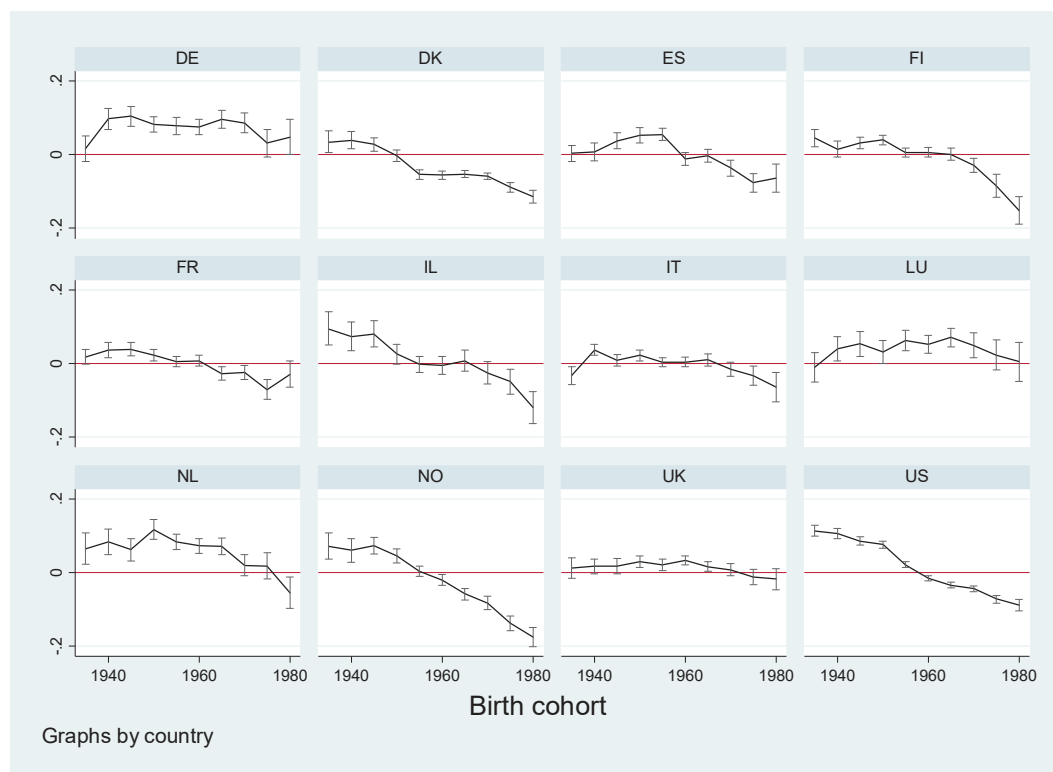 DE DK ES FI
.2
0
-.2
FR IL IT LU
.2
0
-.2
NL NO UK US
.2
0
-.2
1940 1960 1980 1940 1960 1980 1940 1960 1980 1940 1960 1980
Birth cohort
Graphs by country